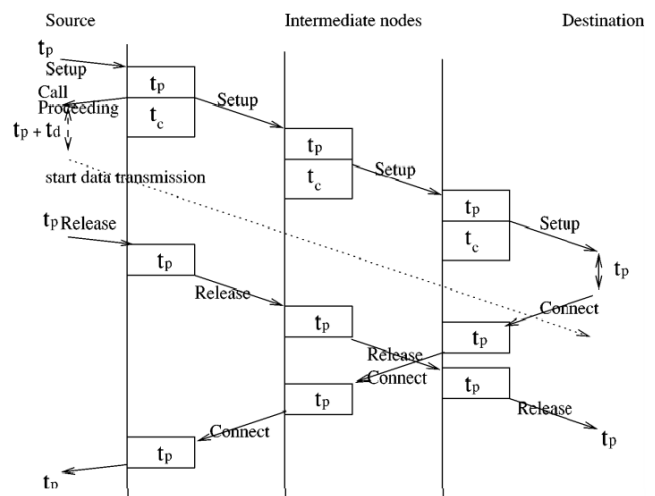 Source Intermediate nodes Destination
tp
Setup
tp
Call
Proceeding
Setup
tc
tp + td
tp
Setup
start data transmission
tc
tp
tp Release
Setup
tc
tp
tp
Release
Connect
tp
tp
Release
Connect
tp
tp
Release
Connect
tp
tp
tp